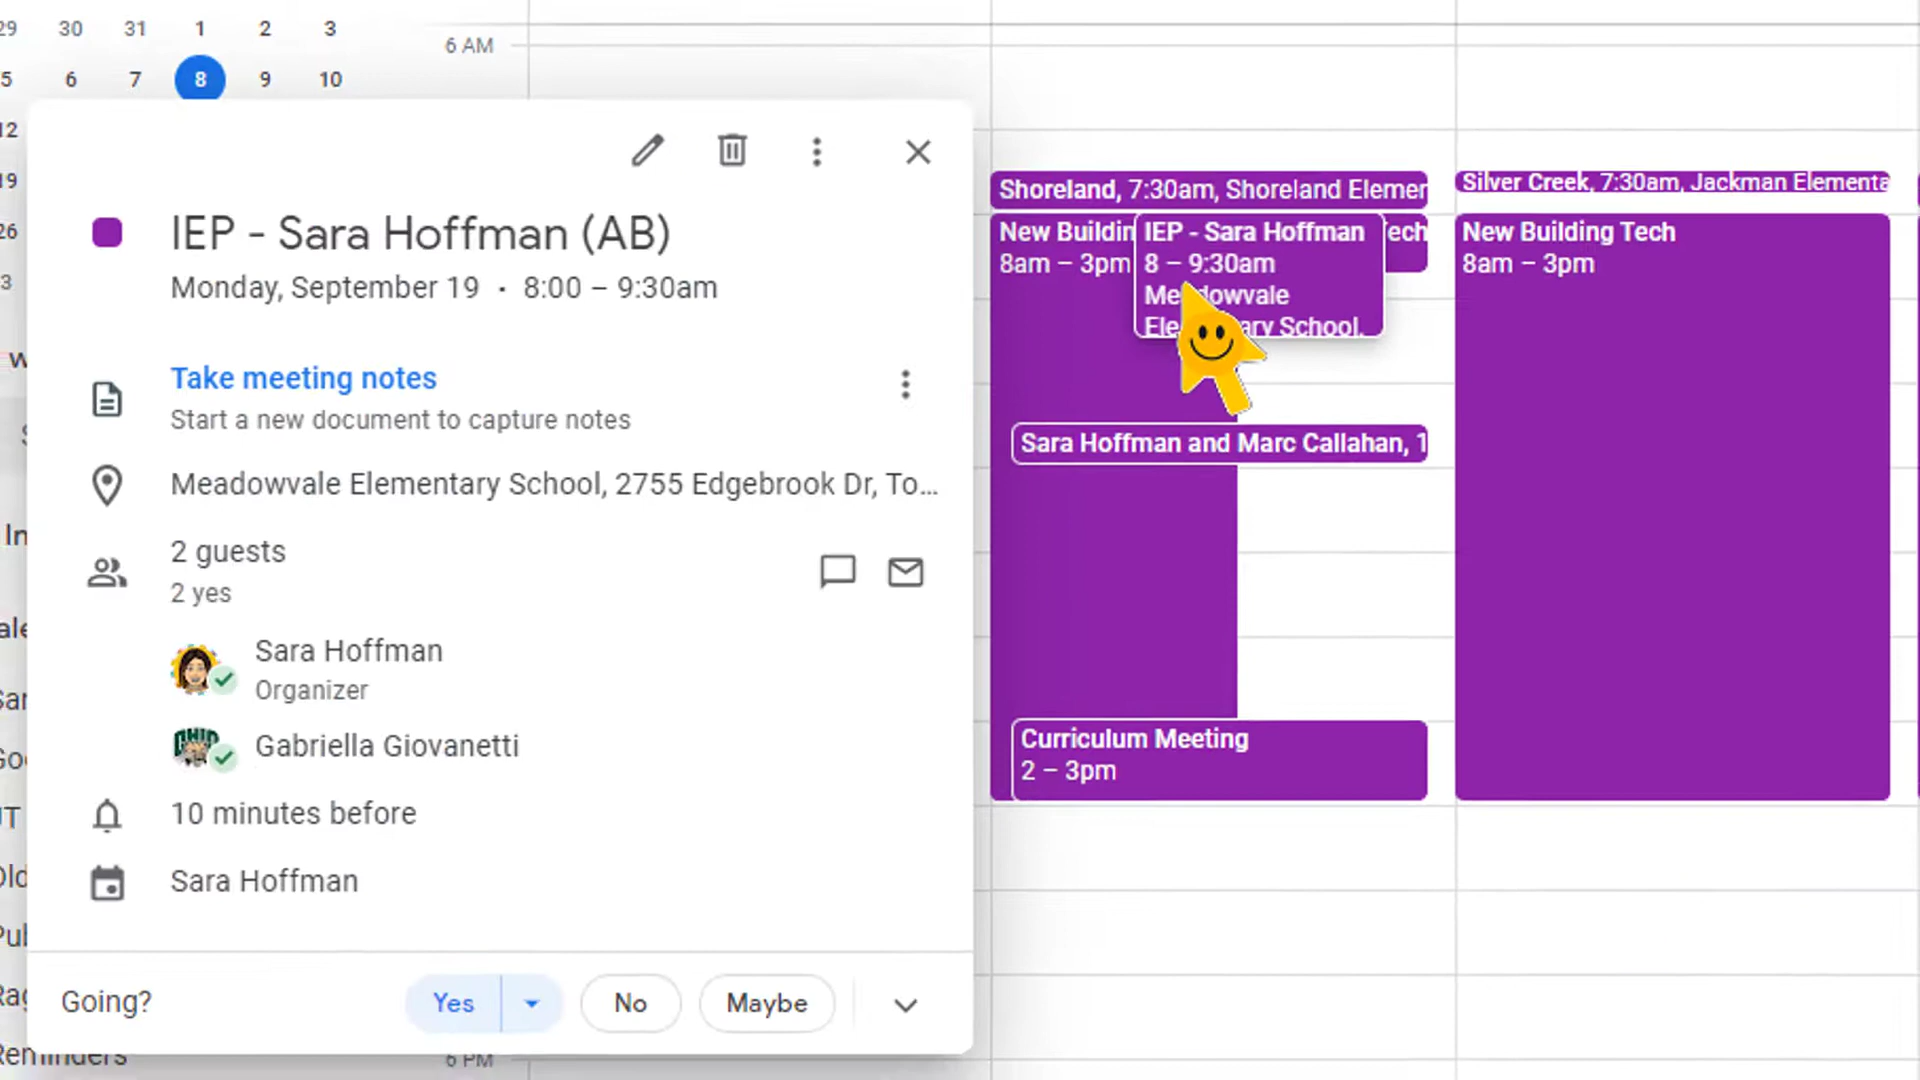 29 30 31 1 2 3
5 6 7 8 9 10
12
19
26
3
6 AM
IEP - Sara Hoffman (AB)
Monday, September 19 • 8:00 – 9:30am
Take meeting notes
Start a new document to capture notes
Meadowvale Elementary School, 2755 Edgebrook Dr, To...
2 guests
2 yes
Sara Hoffman
Organizer
Gabriella Giovanetti
10 minutes before
Sara Hoffman
Going?
Yes
No
Maybe
Reminders
6 PM
Shoreland, 7:30am, Shoreland Elemer
New Buildin
8am – 3pm
IEP - Sara Hoffman
8 – 9:30am
Meadowvale
Elementary School,
ech
Sara Hoffman and Marc Callahan, 1
Curriculum Meeting
2 – 3pm
Silver Creek, 7:30am, Jackman Elementa
New Building Tech
8am – 3pm